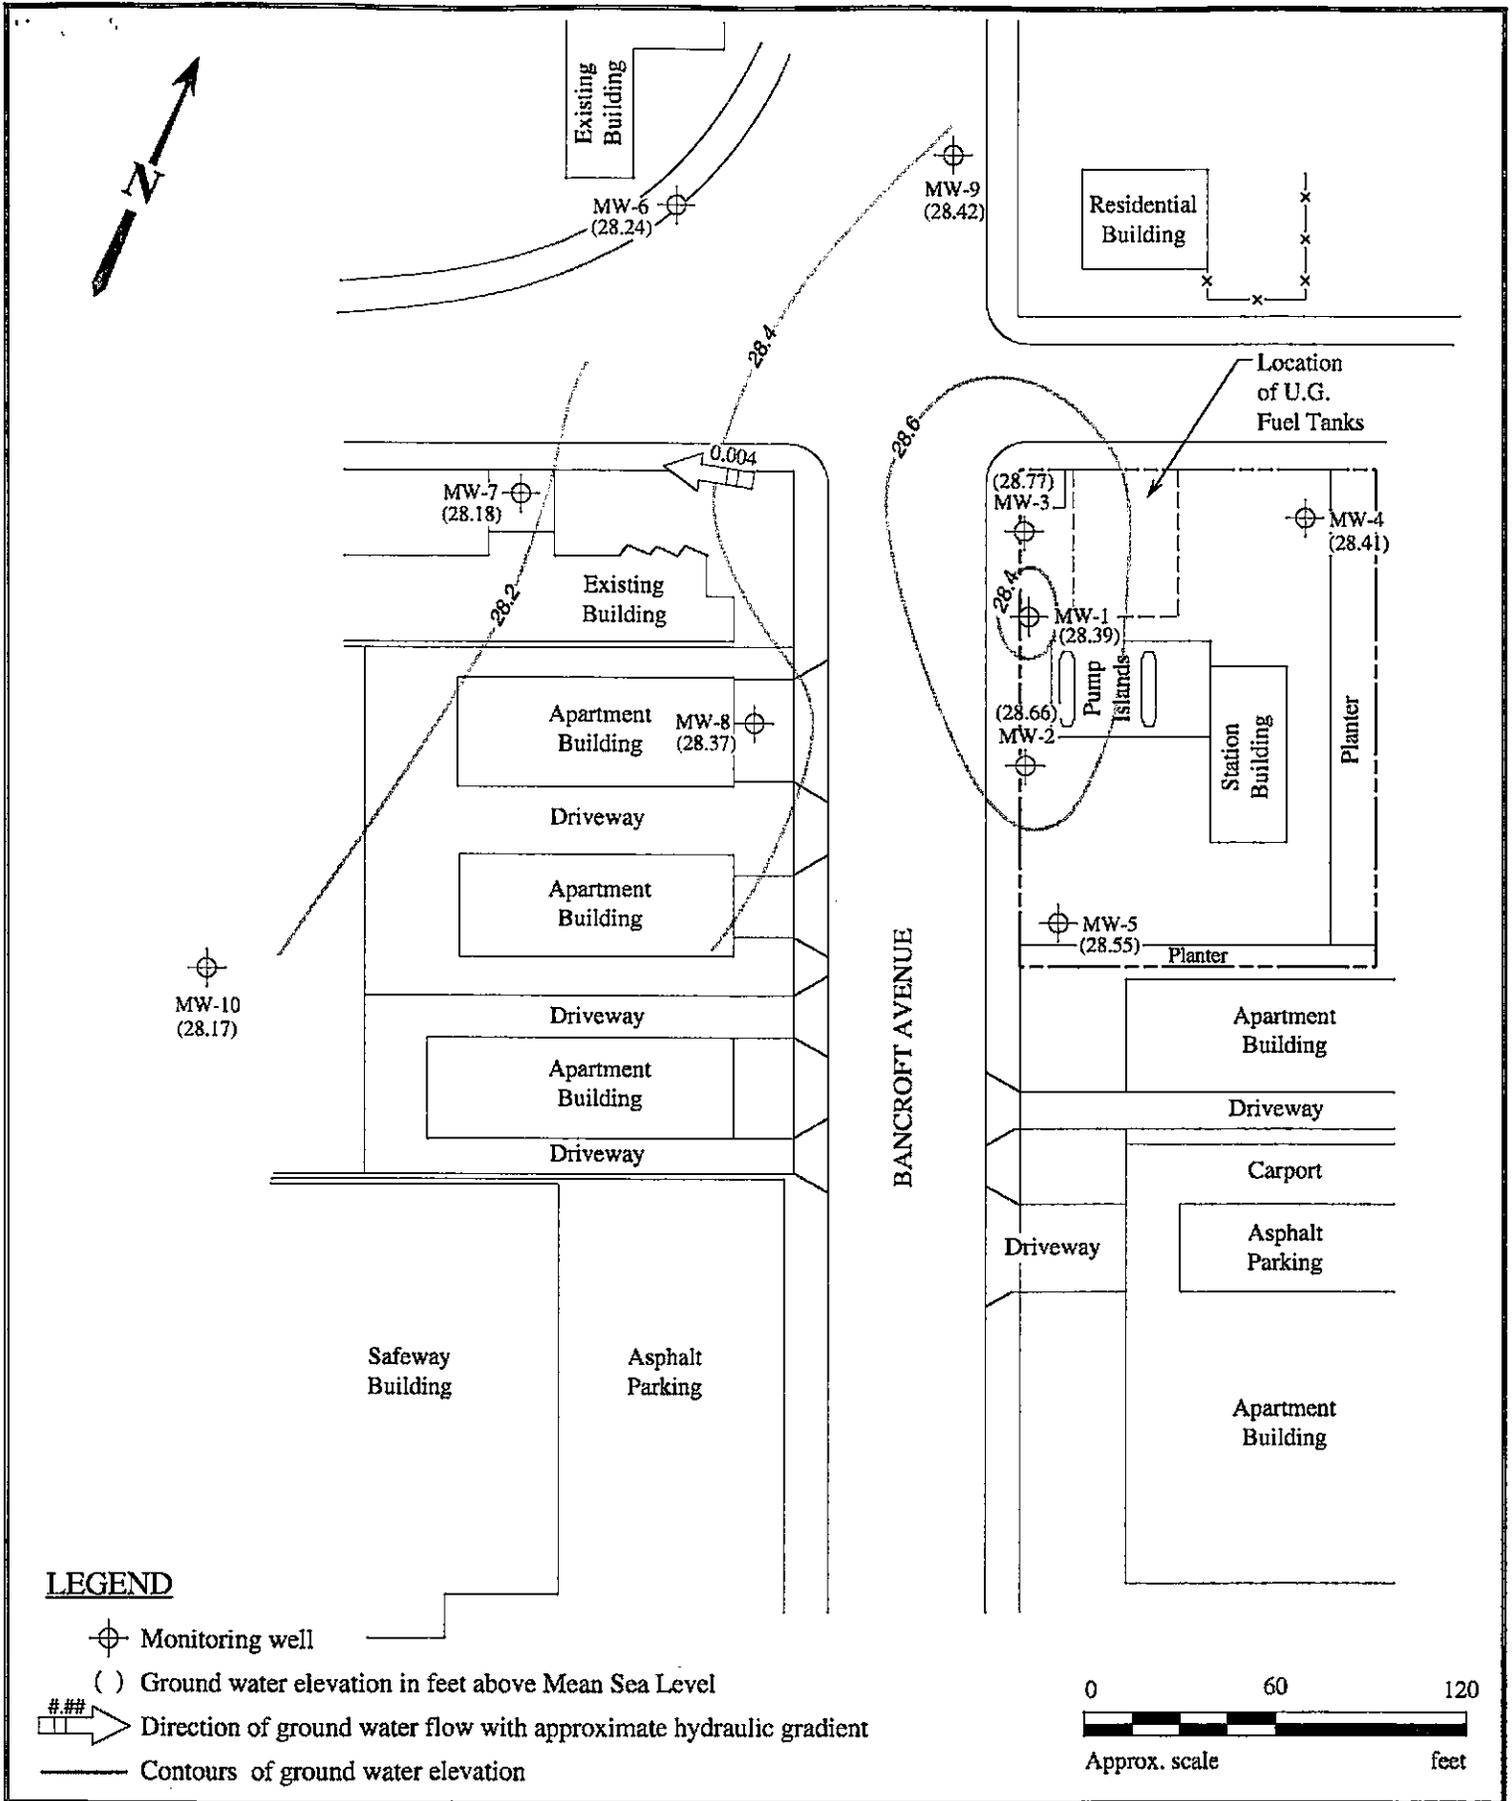 Existing
Building
N
MW-6
(28.24)
MW-9
(28.42)
Residential
Building
28.4
Location
of U.G.
Fuel Tanks
28.6
0.004
MW-7
(28.18)
(28.77)
MW-3
MW-4
(28.41)
28.2
Existing
Building
28.4
MW-1
(28.39)
Pump
Islands
Apartment
Building
MW-8
(28.37)
(28.66)
MW-2
Station
Building
Planter
Driveway
Apartment
Building
MW-5
(28.55)
Planter
MW-10
(28.17)
BANCROFT AVENUE
Driveway
Apartment
Building
Apartment
Building
Driveway
Driveway
Carport
Driveway
Asphalt
Parking
Safeway
Building
Asphalt
Parking
Apartment
Building
LEGEND
Monitoring well
( ) Ground water elevation in feet above Mean Sea Level
#.##
Direction of ground water flow with approximate hydraulic gradient
Contours of ground water elevation
0 60 120
Approx. scale feet